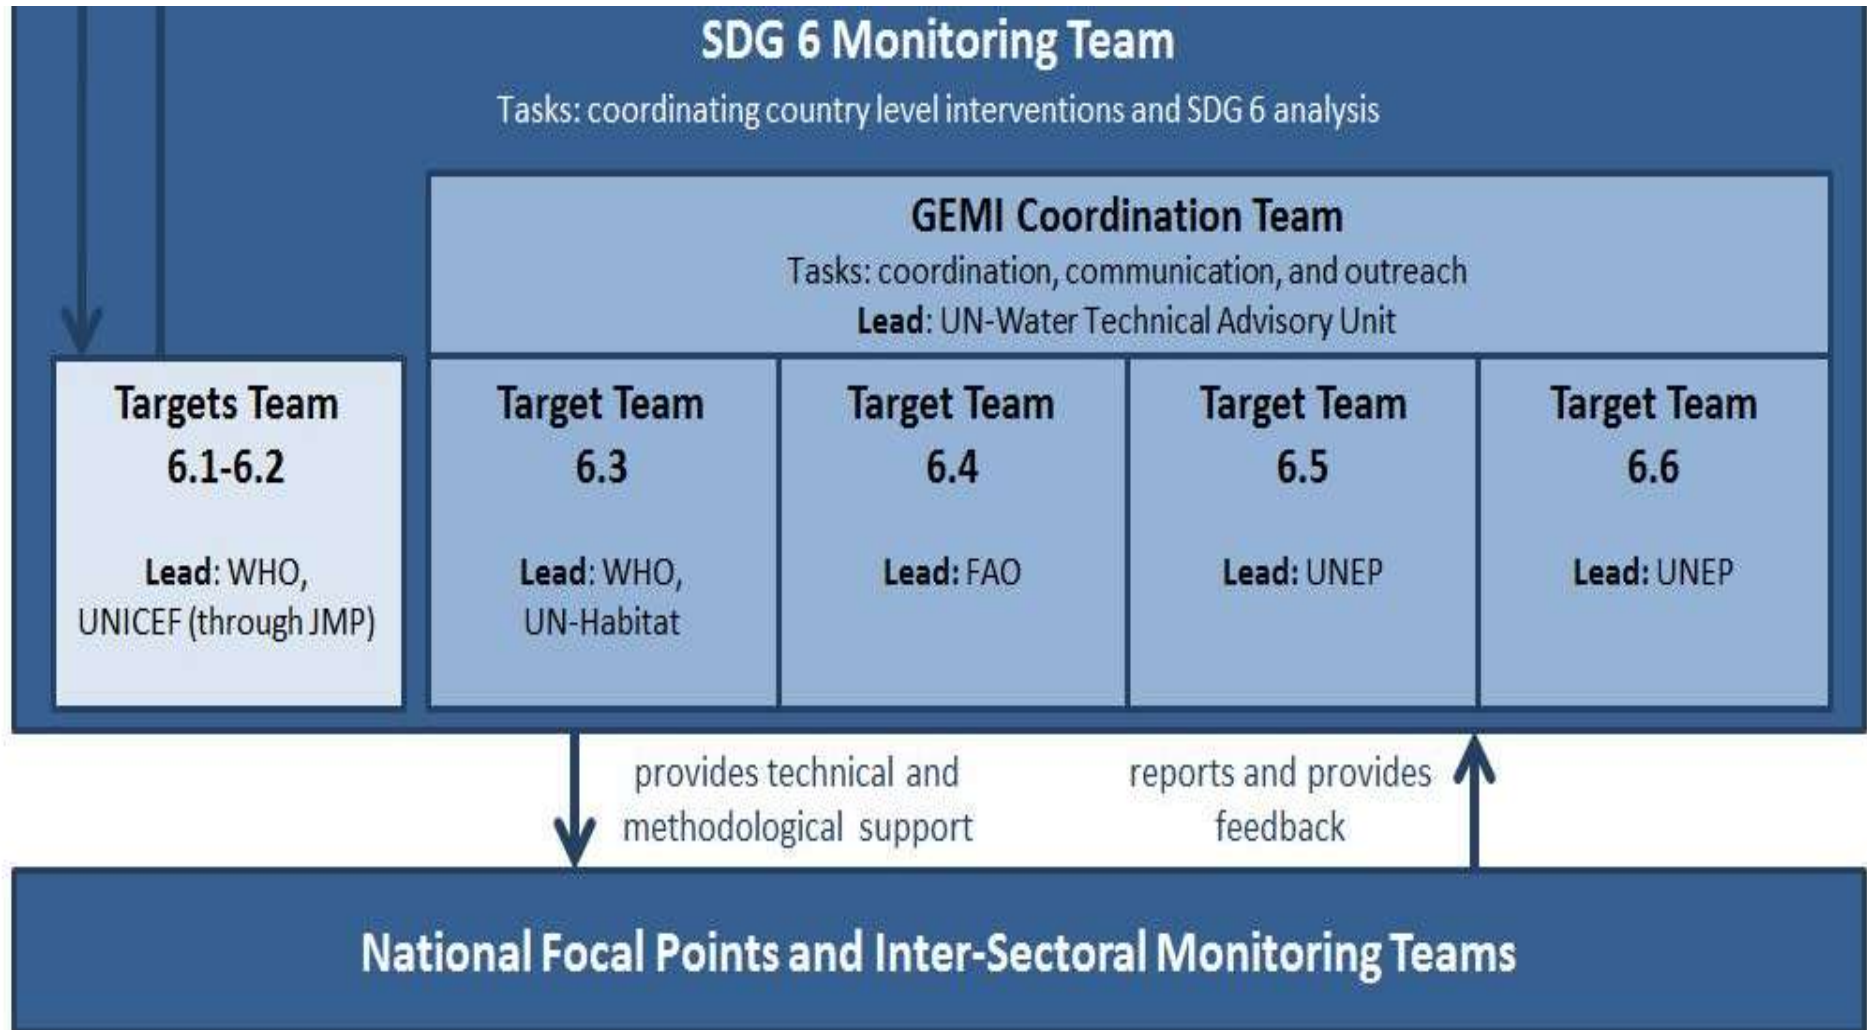 SDG 6 Monitoring Team
Tasks: coordinating country level interventions and SDG 6 analysis
GEMI Coordination Team
Tasks: coordination, communication, and outreach
Lead: UN-Water Technical Advisory Unit
Targets Team
6.1-6.2
Lead: WHO,
UNICEF (through JMP)
Target Team
6.3
Lead: WHO,
UN-Habitat
Target Team
6.4
Lead: FAO
Target Team
6.5
Lead: UNEP
Target Team
6.6
Lead: UNEP
provides technical and
methodological support
reports and provides
feedback
National Focal Points and Inter-Sectoral Monitoring Teams